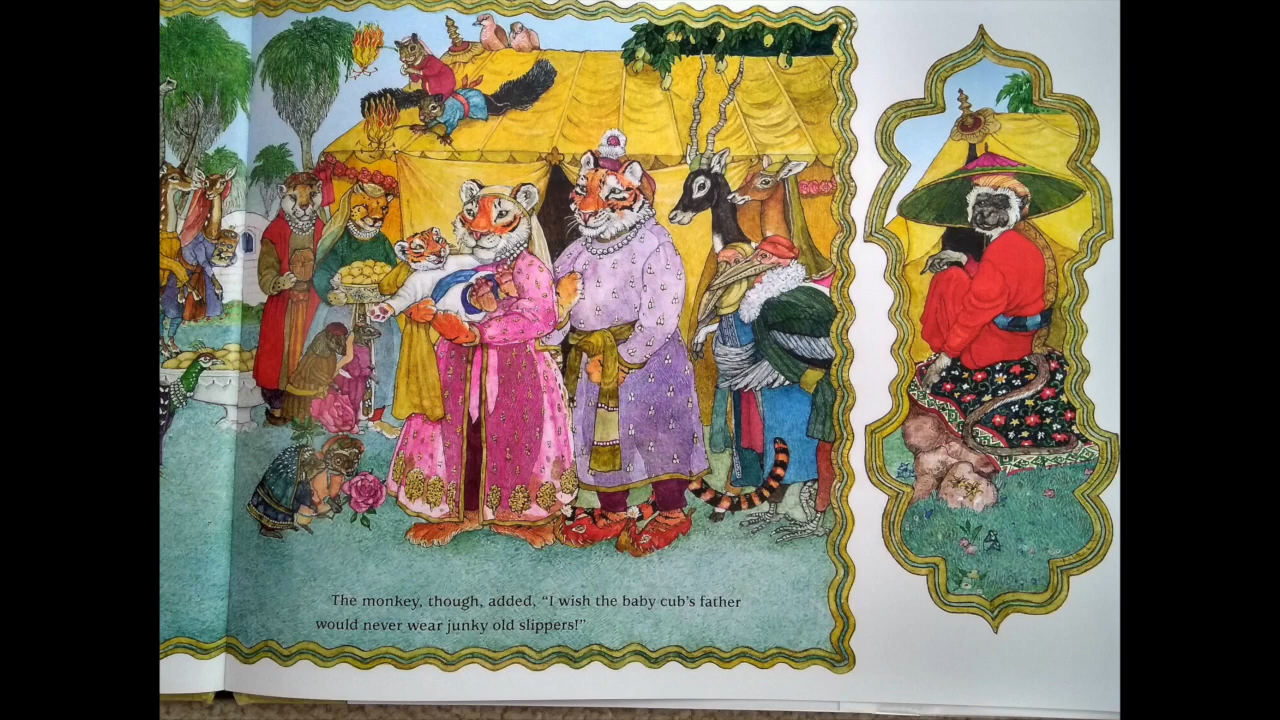 The monkey, though, added, “I wish the baby cub’s father
would never wear junky old slippers!”